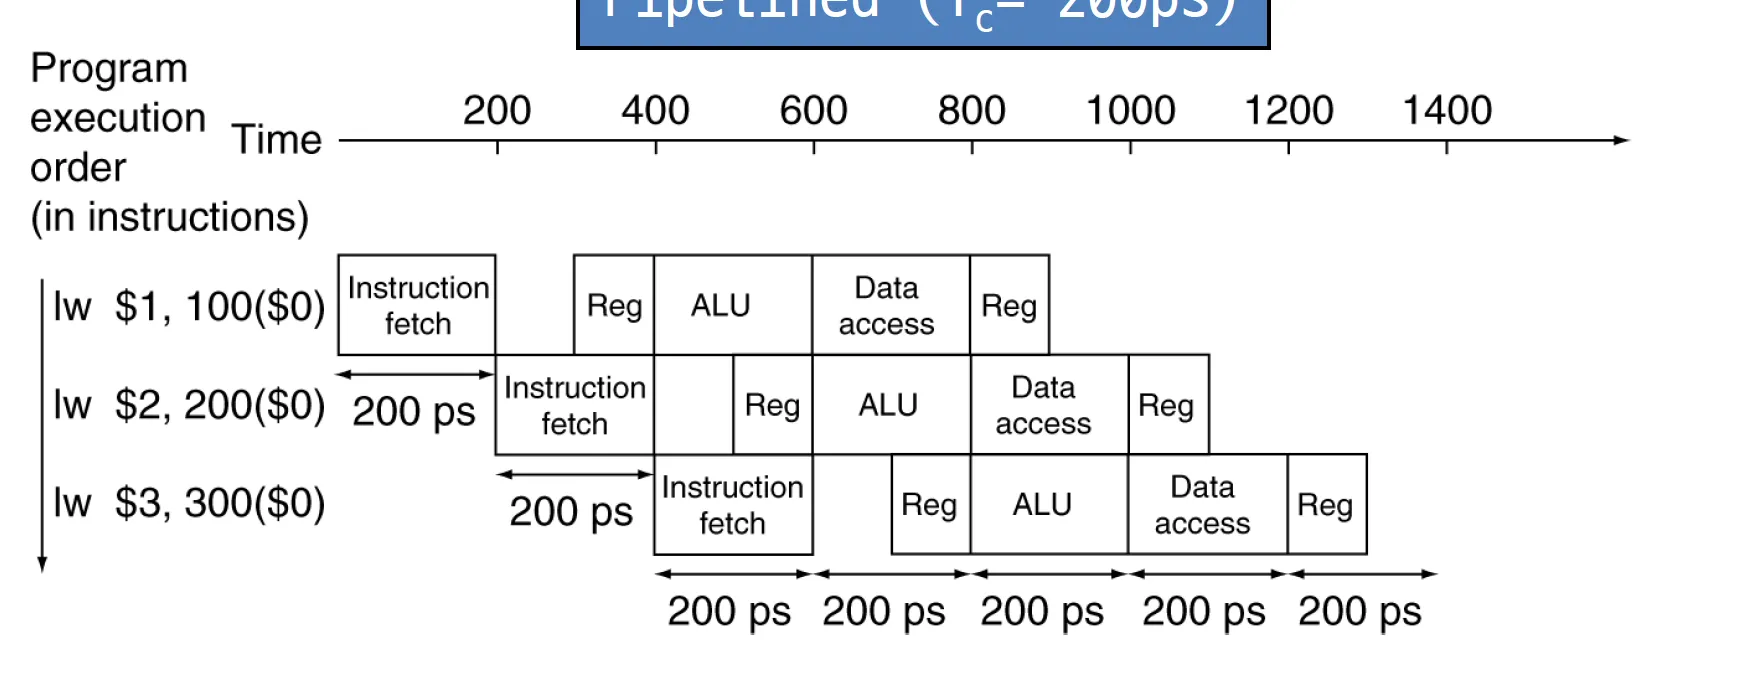 Pipelined (Tc= 200ps)
Program
execution
order
(in instructions)
Time
200 400 600 800 1000 1200 1400
lw $1, 100($0)
Instruction
fetch
Reg
ALU
Data
access
Reg
200 ps
lw $2, 200($0)
Instruction
fetch
Reg
ALU
Data
access
Reg
200 ps
lw $3, 300($0)
Instruction
fetch
Reg
ALU
Data
access
Reg
200 ps 200 ps 200 ps 200 ps 200 ps